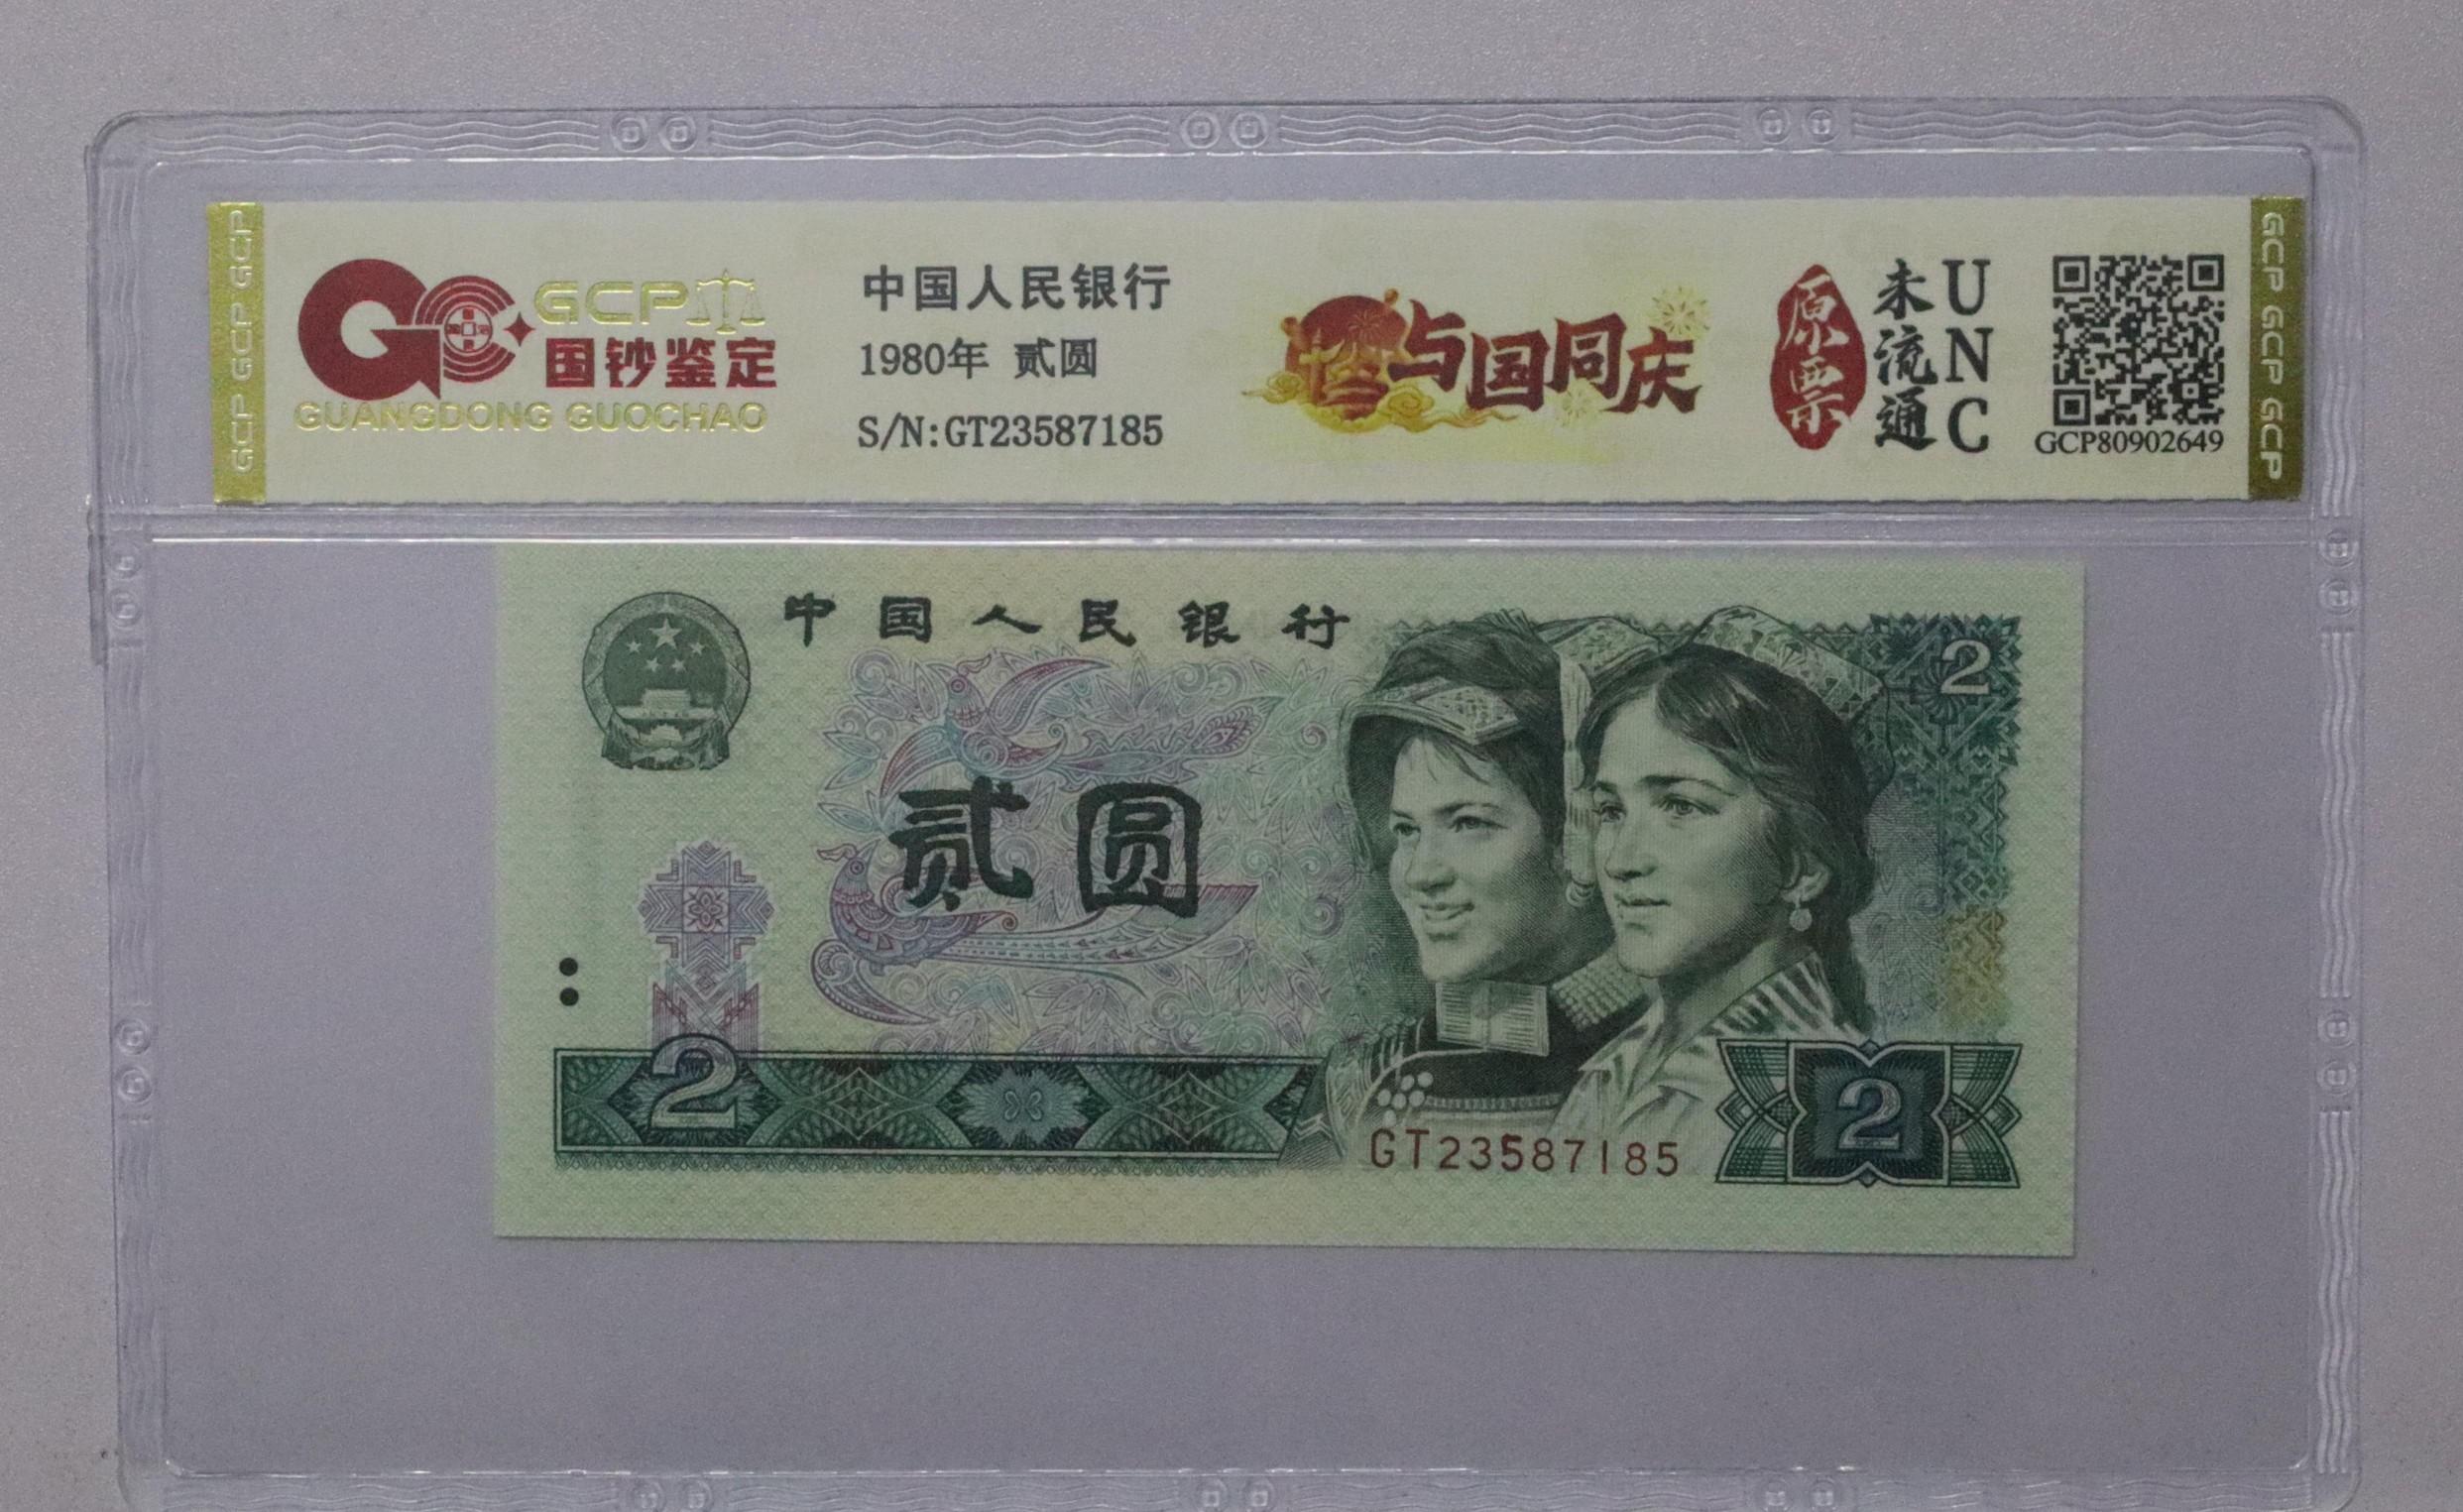 GCP GCP GCP
GCP
国钞鉴定
GUANGDONG GUOCHAO
中国人民银行
1980年 贰圆
S/N:GT23587185
与国同庆
原票
未流通
UNC
GCP80902649
GCP GCP GCP
中国人民银行
2
贰圆
2
GT23587185
2